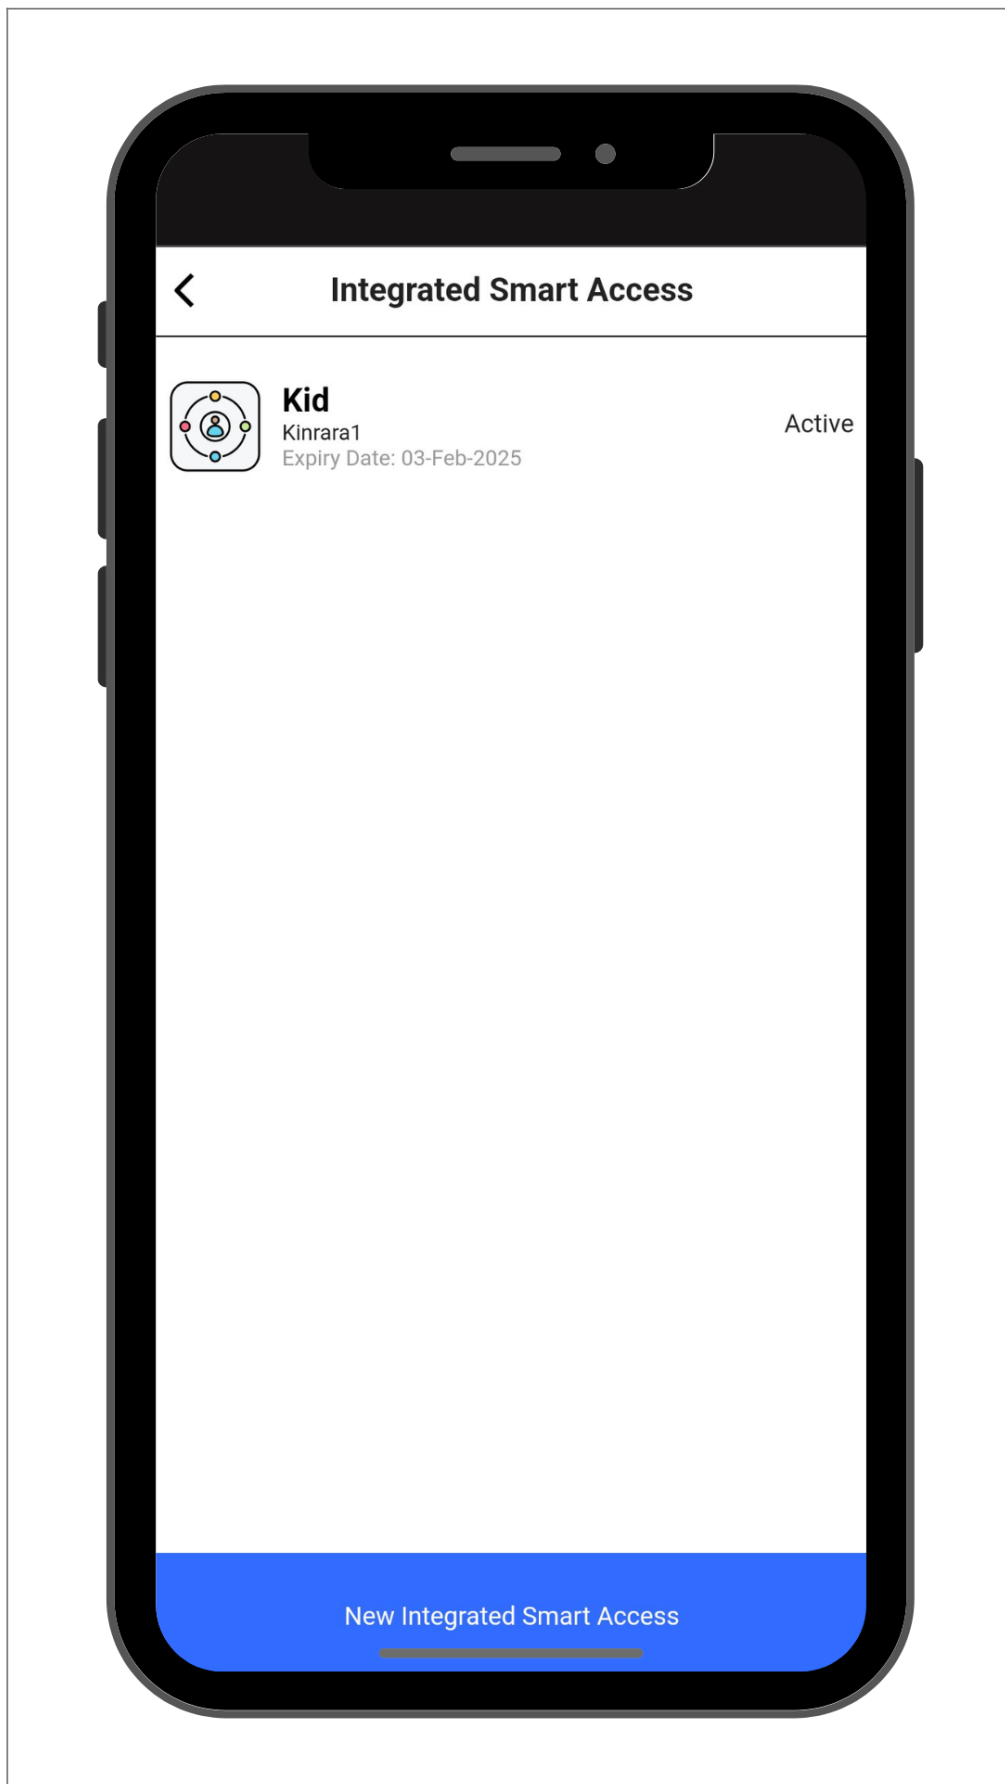 Integrated Smart Access
Kid
Kinrara1
Expiry Date: 03-Feb-2025
Active
New Integrated Smart Access